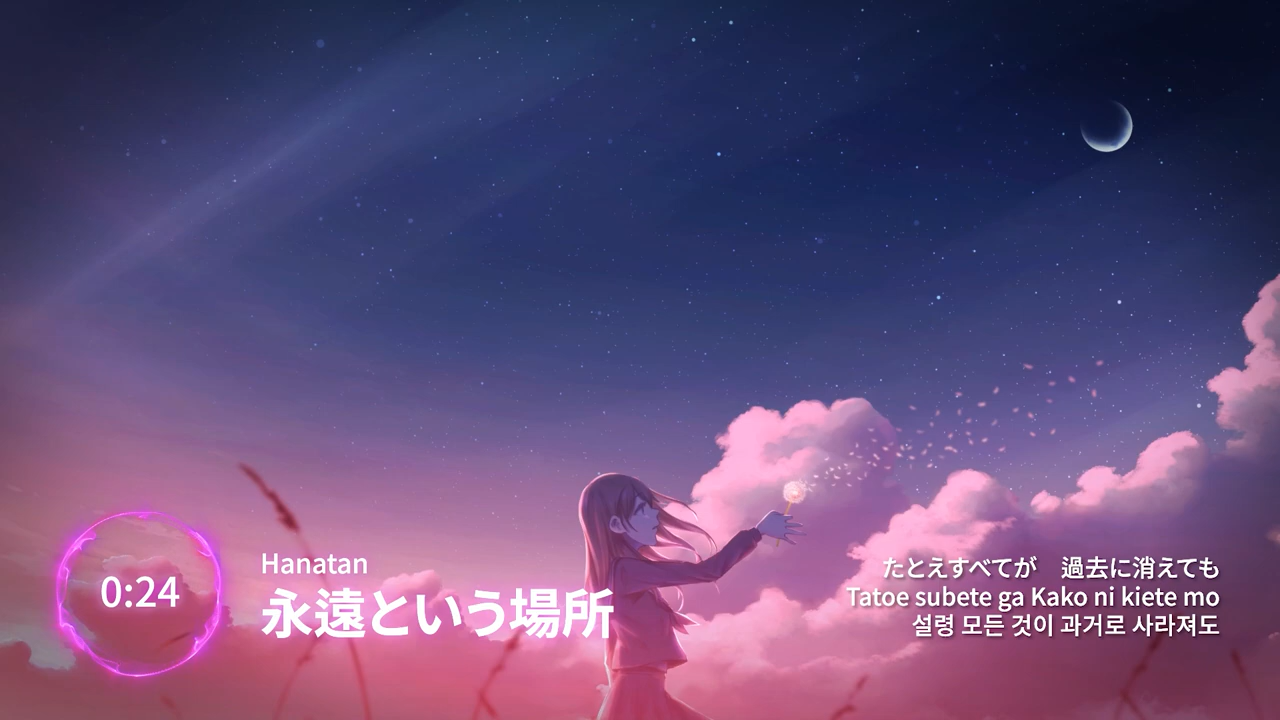 0:24
Hanatan
永遠という場所
たとえすべてが　過去に消えても
Tatoe subete ga Kako ni kiete mo
설령 모든 것이 과거로 사라져도